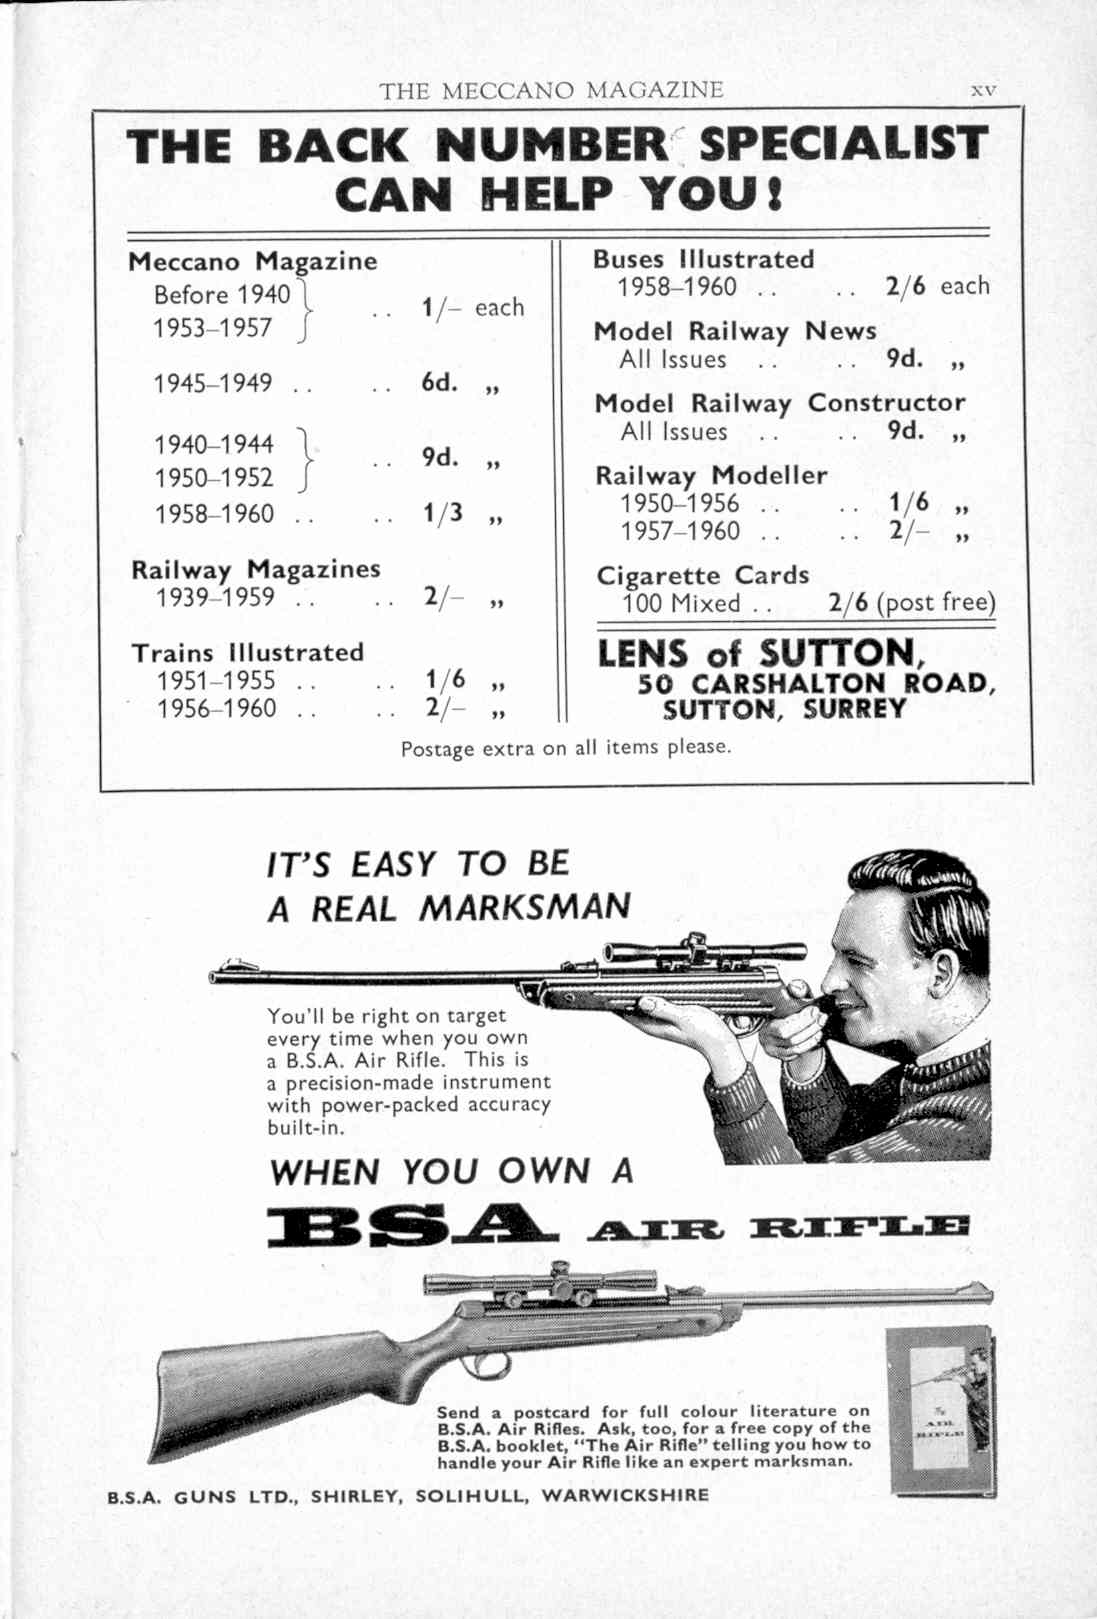 THE MECCANO MAGAZINE xv
THE BACK NUMBER SPECIALIST
CAN HELP YOU!
Meccano Magazine
Before 1940
1953–1957 } .. 1/– each
1945–1949 .. .. 6d. „
1940–1944
1950–1952 } .. 9d. „
1958–1960 .. .. 1/3 „
Railway Magazines
1939–1959 .. .. 2/– „
Trains Illustrated
1951–1955 .. .. 1/6 „
1956–1960 .. .. 2/– „
Buses Illustrated
1958–1960 .. .. 2/6 each
Model Railway News
All Issues .. .. 9d. „
Model Railway Constructor
All Issues .. .. 9d. „
Railway Modeller
1950–1956 .. .. 1/6 „
1957–1960 .. .. 2/– „
Cigarette Cards
100 Mixed .. 2/6 (post free)
LENS of SUTTON,
50 CARSHALTON ROAD,
SUTTON, SURREY
Postage extra on all items please.
IT'S EASY TO BE
A REAL MARKSMAN
You'll be right on target
every time when you own
a B.S.A. Air Rifle. This is
a precision-made instrument
with power-packed accuracy
built-in.
WHEN YOU OWN A
BSA AIR RIFLE
Send a postcard for full colour literature on
B.S.A. Air Rifles. Ask, too, for a free copy of the
B.S.A. booklet, "The Air Rifle" telling you how to
handle your Air Rifle like an expert marksman.
The
AIR
RIFLE
B.S.A. GUNS LTD., SHIRLEY, SOLIHULL, WARWICKSHIRE